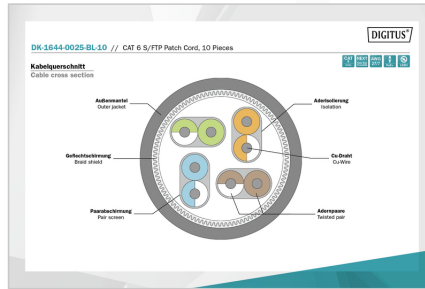 DIGITUS®
DK-1644-0025-BL-10 // CAT 6 S/FTP Patch Cord, 10 Pieces
Kabelquerschnitt
Cable cross section
Außenmantel
Outer jacket
Aderisolierung
Isolation
Geflechtschirmung
Braid shield
Cu-Draht
Cu-Wire
Paarabschirmung
Pair screen
Adernpaare
Twisted pair